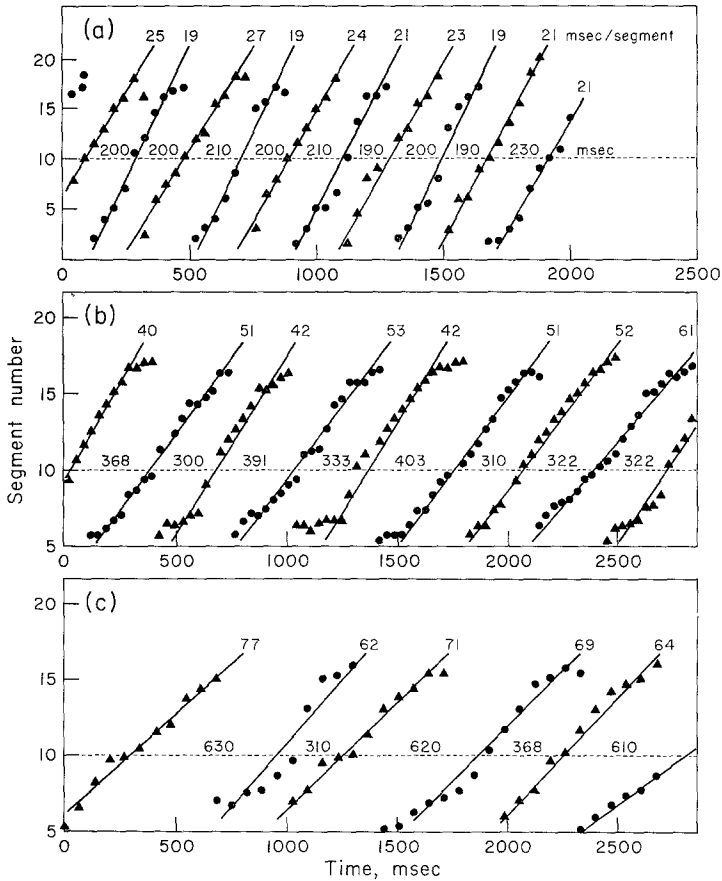 (a)
25 19 27 19 24 21 23 19 21 msec/segment
21
200 200 210 200 210 190 200 190 230 msec
20
15
10
5
0 500 1000 1500 2000 2500
(b)
40 51 42 53 42 51 52 61
368 300 391 333 403 310 322 322
20
15
10
5
0 500 1000 1500 2000 2500
Segment number
(c)
77 62 71 69 64
630 310 620 368 610
20
15
10
5
0 500 1000 1500 2000 2500
Time, msec